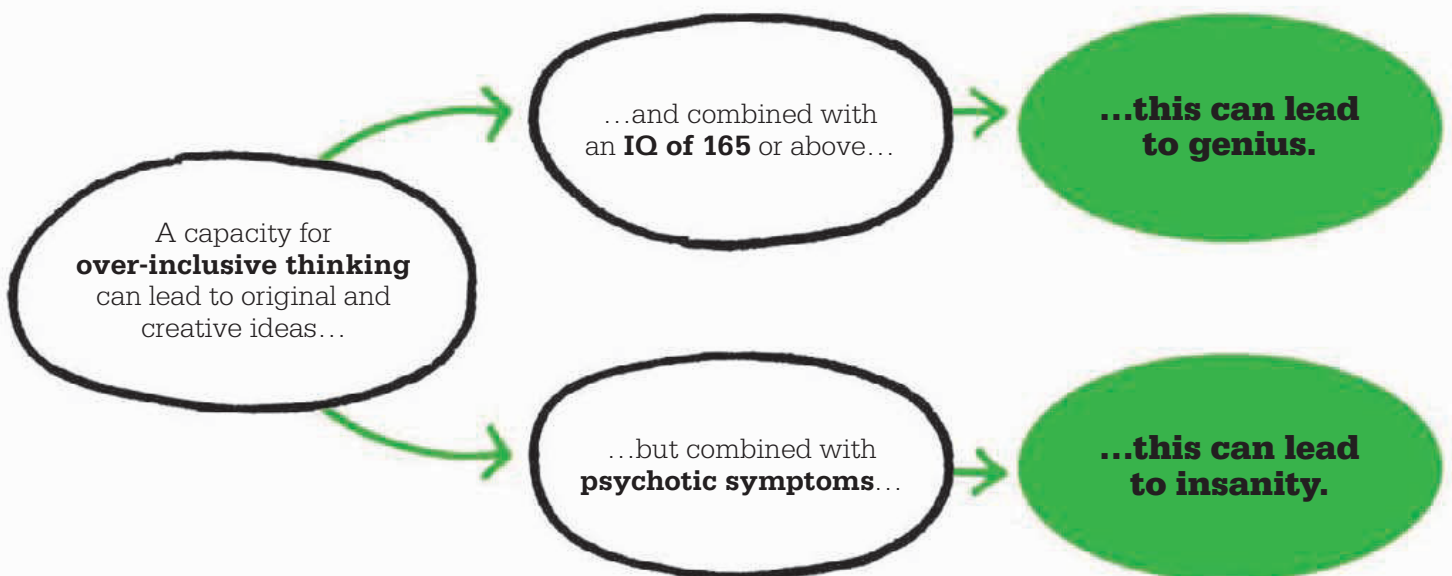 A capacity for
over-inclusive thinking
can lead to original and
creative ideas…
…and combined with
an IQ of 165 or above…
…this can lead
to genius.
…but combined with
psychotic symptoms…
…this can lead
to insanity.